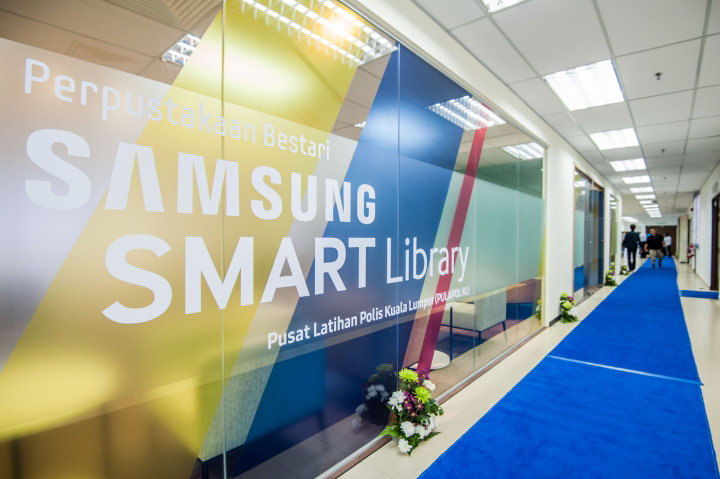 Perpustakaan Bestari
SAMSUNG
SMART Library
Pusat Latihan Polis Kuala Lumpur (PULAPOL KL)